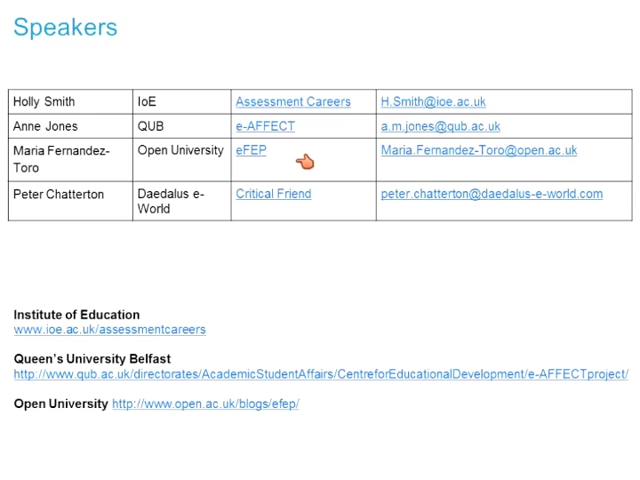 Speakers
Holly Smith IoE Assessment Careers H.Smith@ioe.ac.uk
Anne Jones QUB e-AFFECT a.m.jones@qub.ac.uk
Maria Fernandez- Open University eFEP Maria.Fernandez-Toro@open.ac.uk
Toro
Peter Chatterton Daedalus e- Critical Friend peter.chatterton@daedalus-e-world.com
World
Institute of Education
www.ioe.ac.uk/assessmentcareers
Queen's University Belfast
http://www.qub.ac.uk/directorates/AcademicStudentAffairs/CentreforEducationalDevelopment/e-AFFECTproject/
Open University http://www.open.ac.uk/blogs/efep/